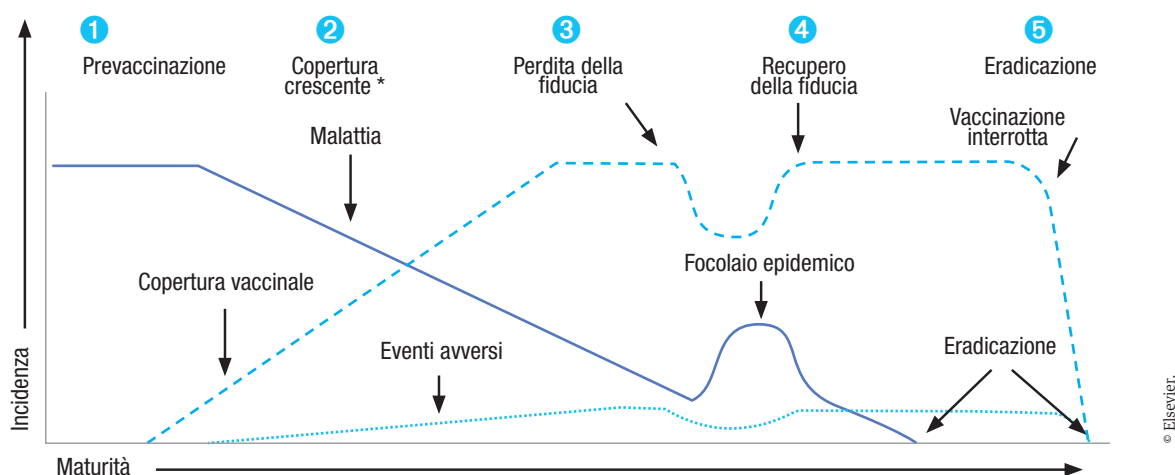 1
Prevaccinazione
2
Copertura
crescente *
3
Perdita della
fiducia
4
Recupero
della fiducia
5
Eradicazione
Vaccinazione
interrotta
Malattia
Copertura vaccinale
Focolaio epidemico
Eventi avversi
Eradicazione
Incidenza
Maturità
© Elsevier.